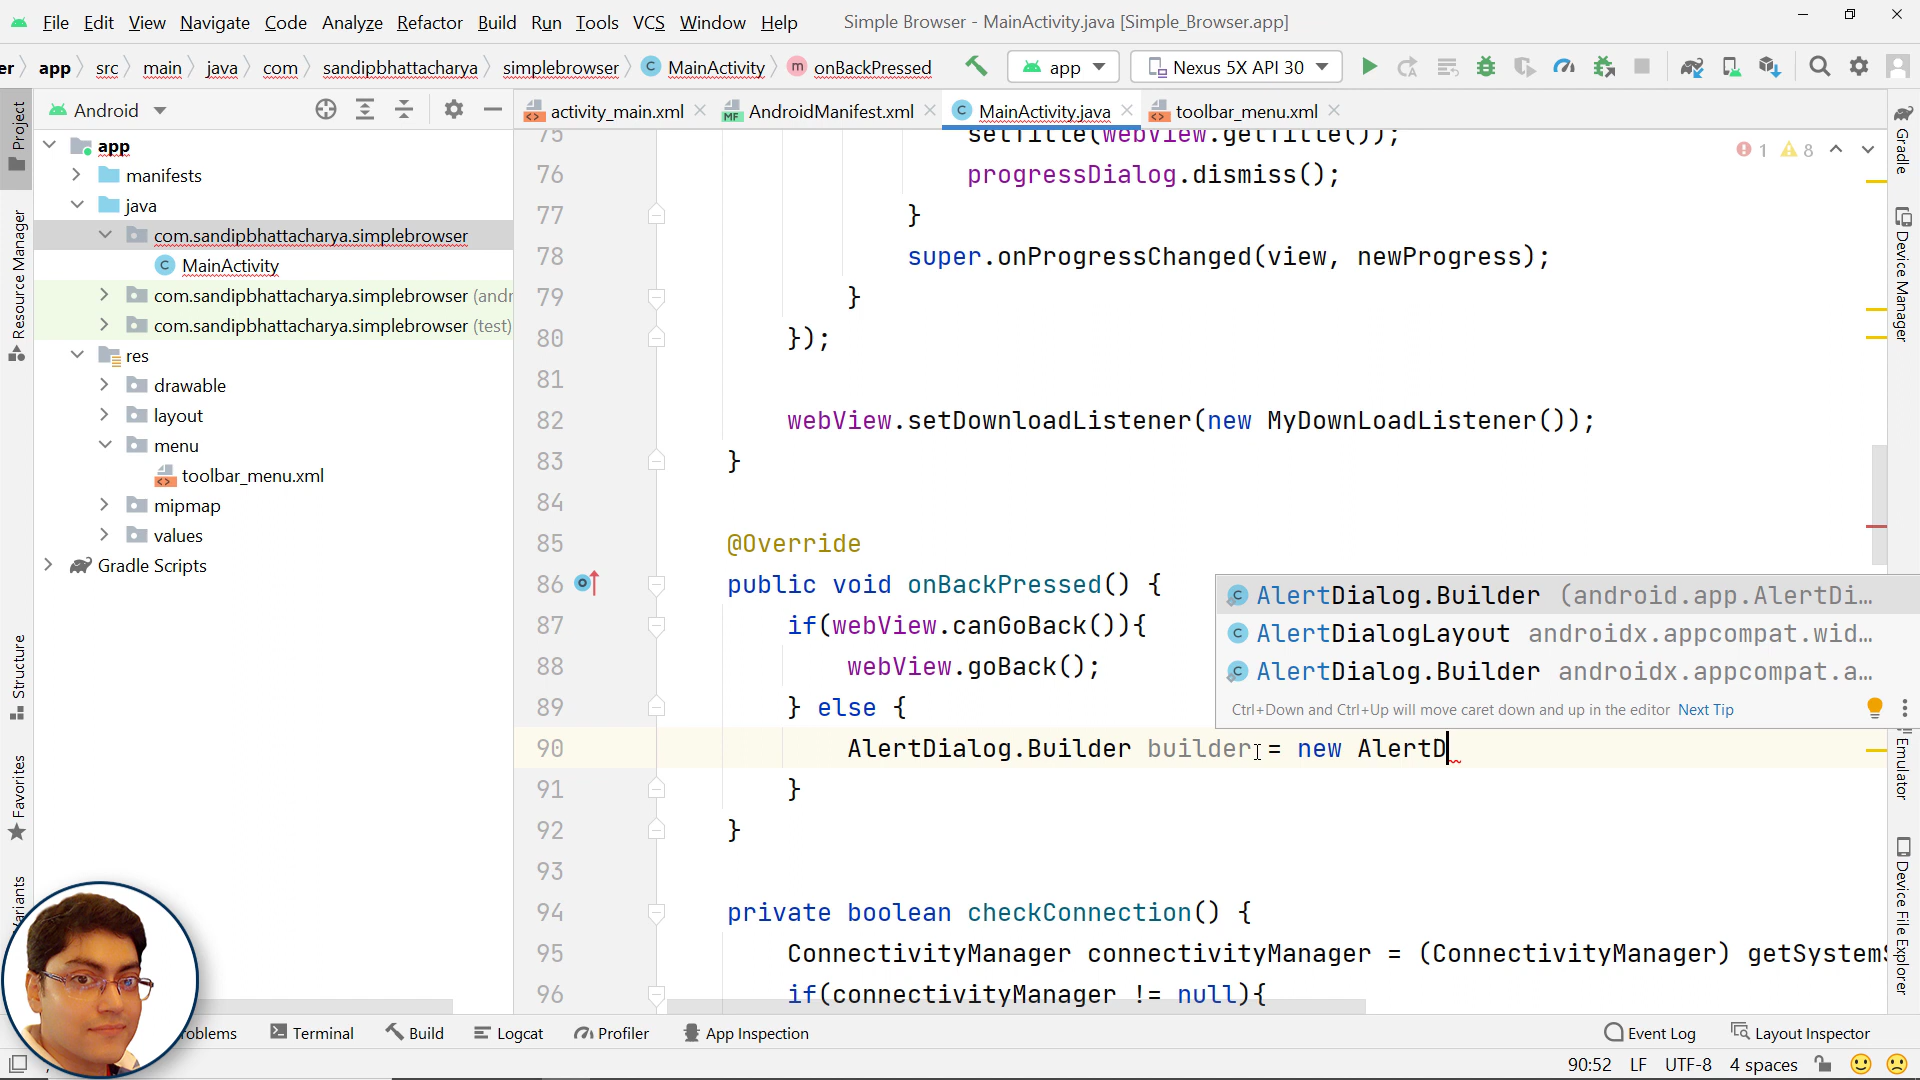 File Edit View Navigate Code Analyze Refactor Build Run Tools VCS Window Help Simple Browser - MainActivity.java [Simple_Browser.app]
er app src main java com sandipbhattacharya simplebrowser MainActivity onBackPressed app Nexus 5X API 30
Android
activity_main.xml AndroidManifest.xml MainActivity.java toolbar_menu.xml
Project
Resource Manager
Structure
Favorites
app
manifests
java
com.sandipbhattacharya.simplebrowser
MainActivity
com.sandipbhattacharya.simplebrowser (andr
com.sandipbhattacharya.simplebrowser (test)
res
drawable
layout
menu
toolbar_menu.xml
mipmap
values
Gradle Scripts
1 8
75 setTitle(webView.getTitle());
76 progressDialog.dismiss();
77 }
78 super.onProgressChanged(view, newProgress);
79 }
80 });
81
82 webView.setDownloadListener(new MyDownLoadListener());
83 }
84
85 @Override
86 public void onBackPressed() {
87 if(webView.canGoBack()){
88 webView.goBack();
89 } else {
90 AlertDialog.Builder builder = new AlertD
91 }
92 }
93
94 private boolean checkConnection() {
95 ConnectivityManager connectivityManager = (ConnectivityManager) getSystemS
96 if(connectivityManager != null){
AlertDialog.Builder (android.app.AlertDi...
AlertDialogLayout androidx.appcompat.wid...
AlertDialog.Builder androidx.appcompat.a...
Ctrl+Down and Ctrl+Up will move caret down and up in the editor Next Tip
Gradle
Device Manager
Emulator
Device File Explorer
Terminal Build Logcat Profiler App Inspection Event Log Layout Inspector
90:52 LF UTF-8 4 spaces